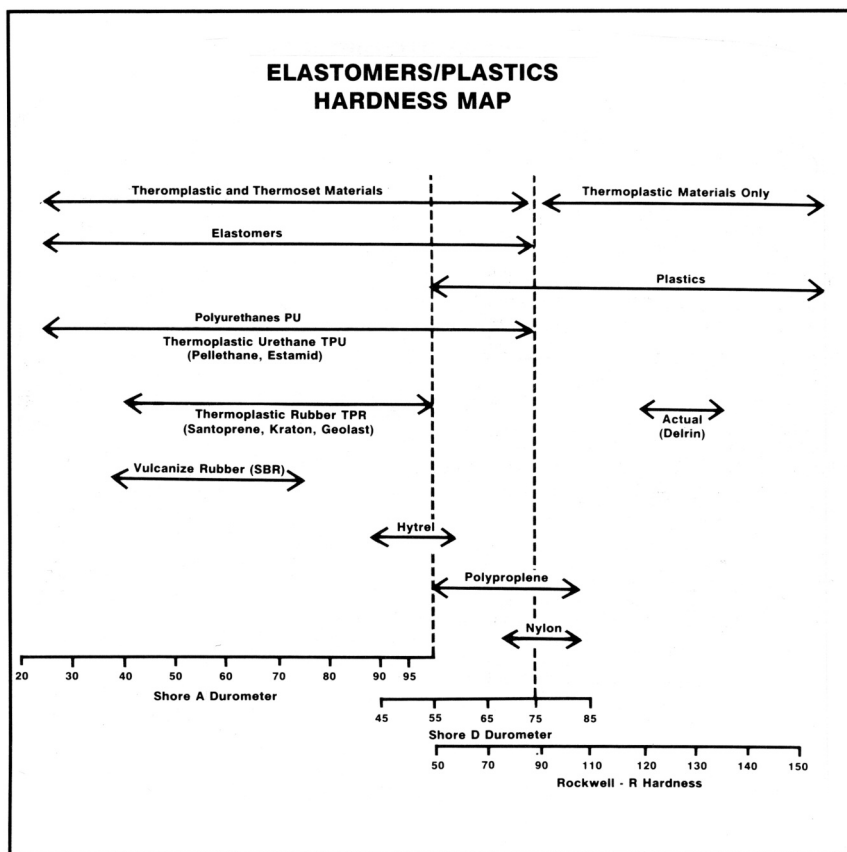 ELASTOMERS/PLASTICS
HARDNESS MAP
Theromplastic and Thermoset Materials
Thermoplastic Materials Only
Elastomers
Plastics
Polyurethanes PU
Thermoplastic Urethane TPU
(Pellethane, Estamid)
Thermoplastic Rubber TPR
(Santoprene, Kraton, Geolast)
Actual
(Delrin)
Vulcanize Rubber (SBR)
Hytrel
Polyproplene
Nylon
20 30 40 50 60 70 80 90 95
Shore A Durometer
45 55 65 75 85
Shore D Durometer
50 70 90 110 120 130 140 150
Rockwell - R Hardness